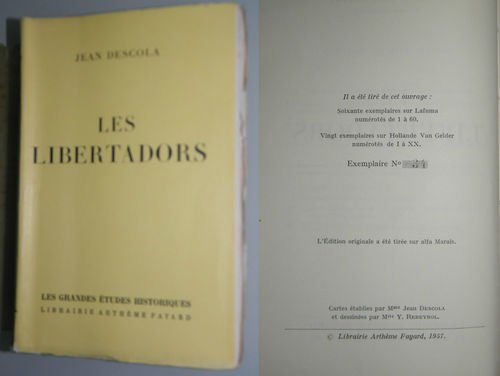 JEAN DESCOLA
LES
LIBERTADORS
LES GRANDES ÉTUDES HISTORIQUES
LIBRAIRIE ARTHÈME FAYARD
Il a été tiré de cet ouvrage :
Soixante exemplaires sur Lafuma
numérotés de 1 à 60.
Vingt exemplaires sur Hollande Van Gelder
numérotés de I à XX.
Exemplaire No
L'Édition originale a été tirée sur alfa Marais.
Cartes établies par Mme Jean DESCOLA
et dessinées par Mlle Y. REBEYROL.
© Librairie Arthème Fayard, 1957.